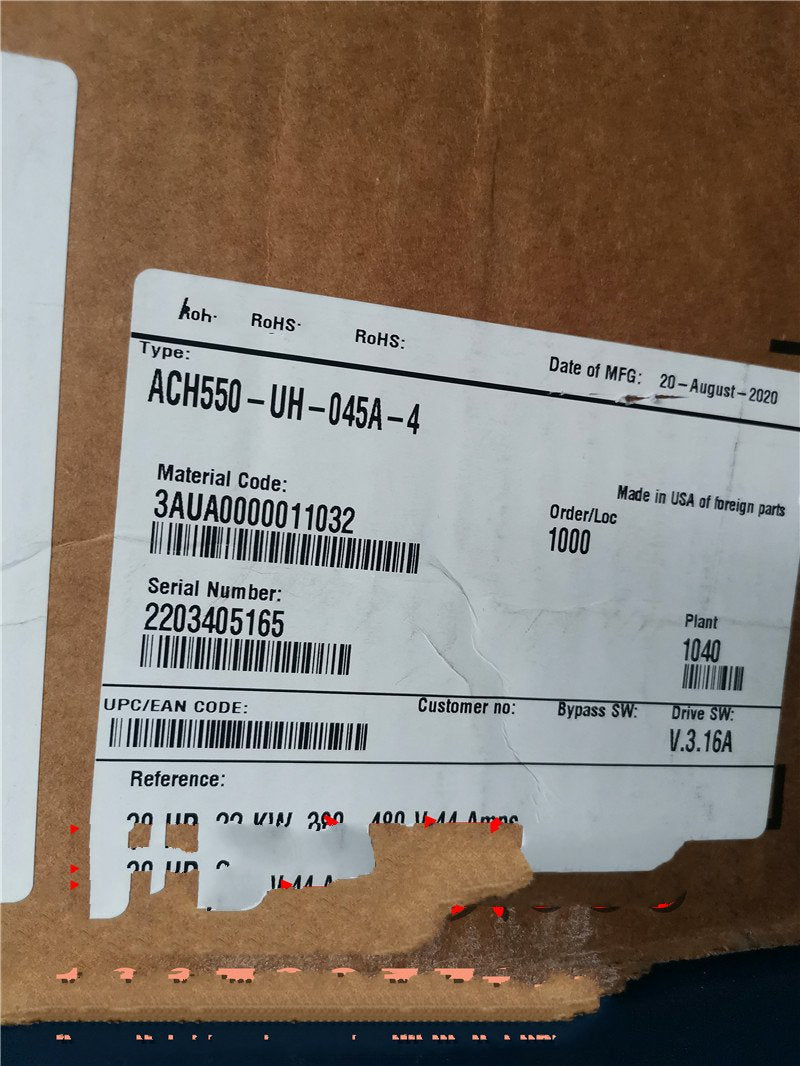 RoHS· RoHS:
Date of MFG: 20-August-2020
Type:
ACH550-UH-045A-4
Made in USA of foreign parts
Material Code:
3AUA0000011032
Order/Loc
1000
Serial Number:
2203405165
Plant
1040
UPC/EAN CODE:
Customer no:
Bypass SW:
Drive SW:
V.3.16A
Reference: